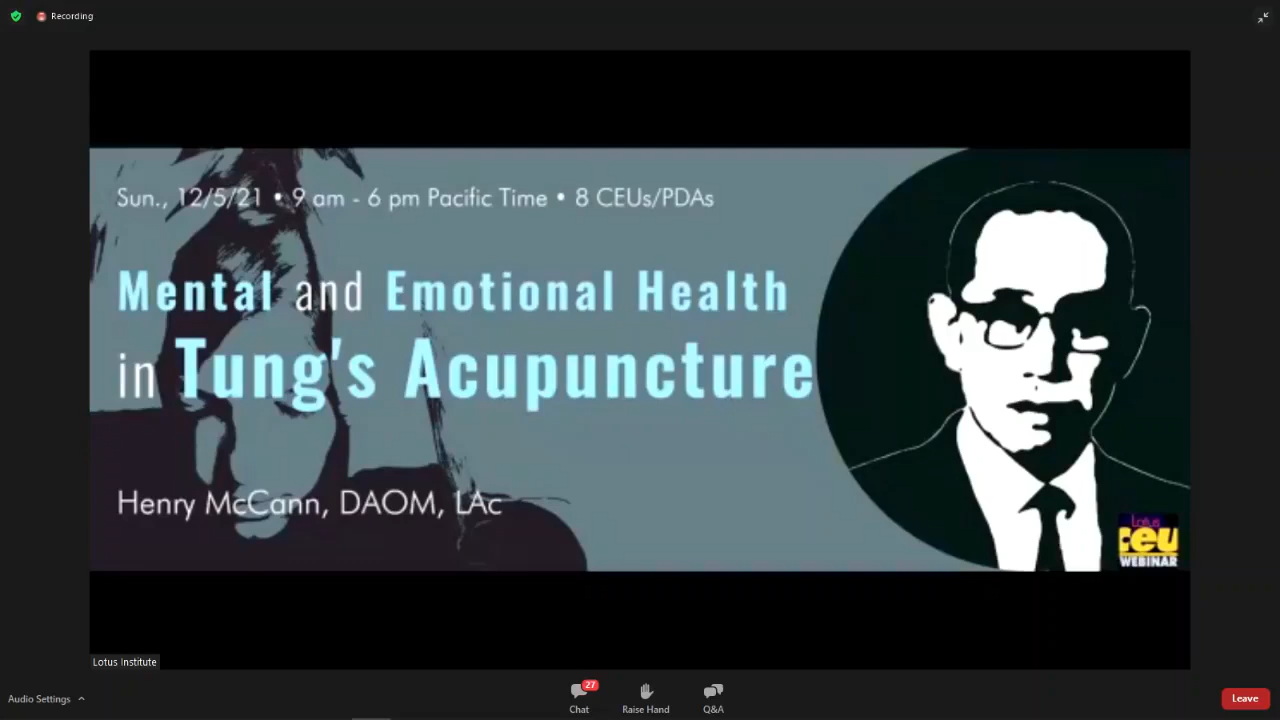 Recording
Sun., 12/5/21 • 9 am - 6 pm Pacific Time • 8 CEUs/PDAs
Mental and Emotional Health
in Tung's Acupuncture
Henry McCann, DAOM, LAc
Lotus
ceu
WEBINAR
Lotus Institute
Audio Settings
27
Chat
Raise Hand
Q&A
Leave